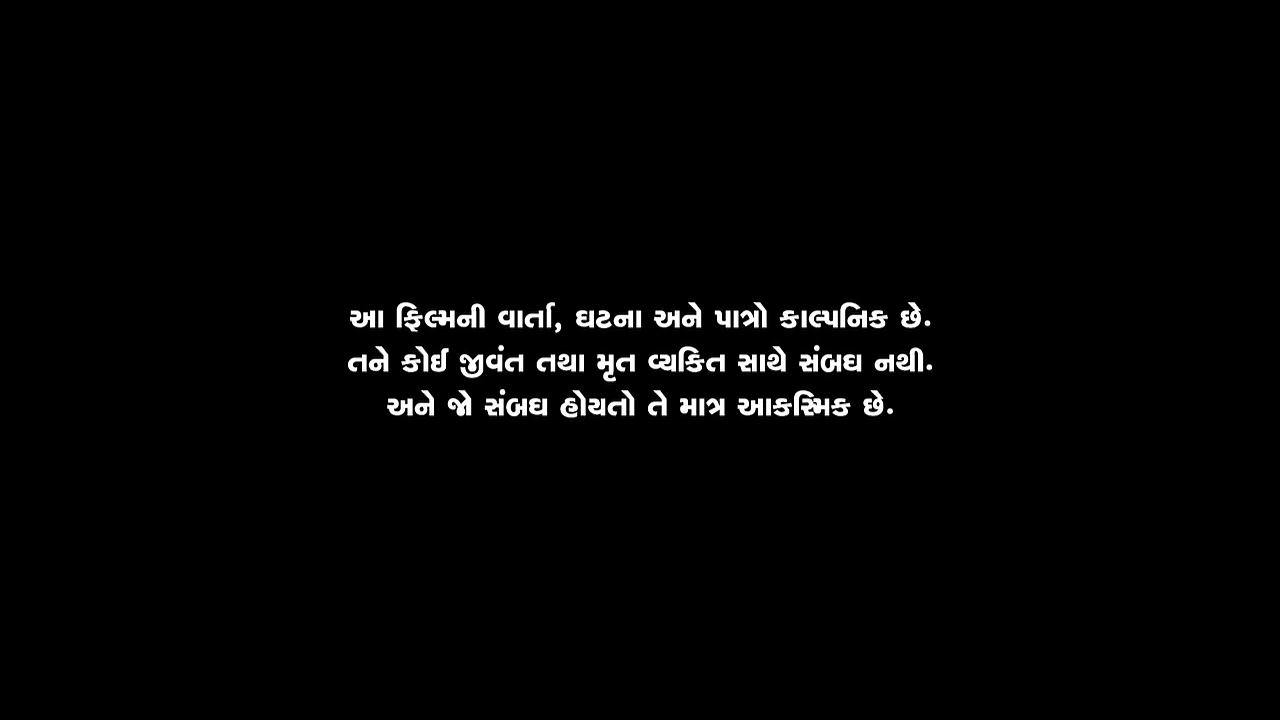 આ ફિલ્મની વાર્તા, ઘટના અને પાત્રો કાલ્પનિક છે.
તને કોઈ જીવંત તથા મૃત વ્યકિત સાથે સંબઘ નથી.
અને જો સંબઘ હોયતો તે માત્ર આકસ્મિક છે.